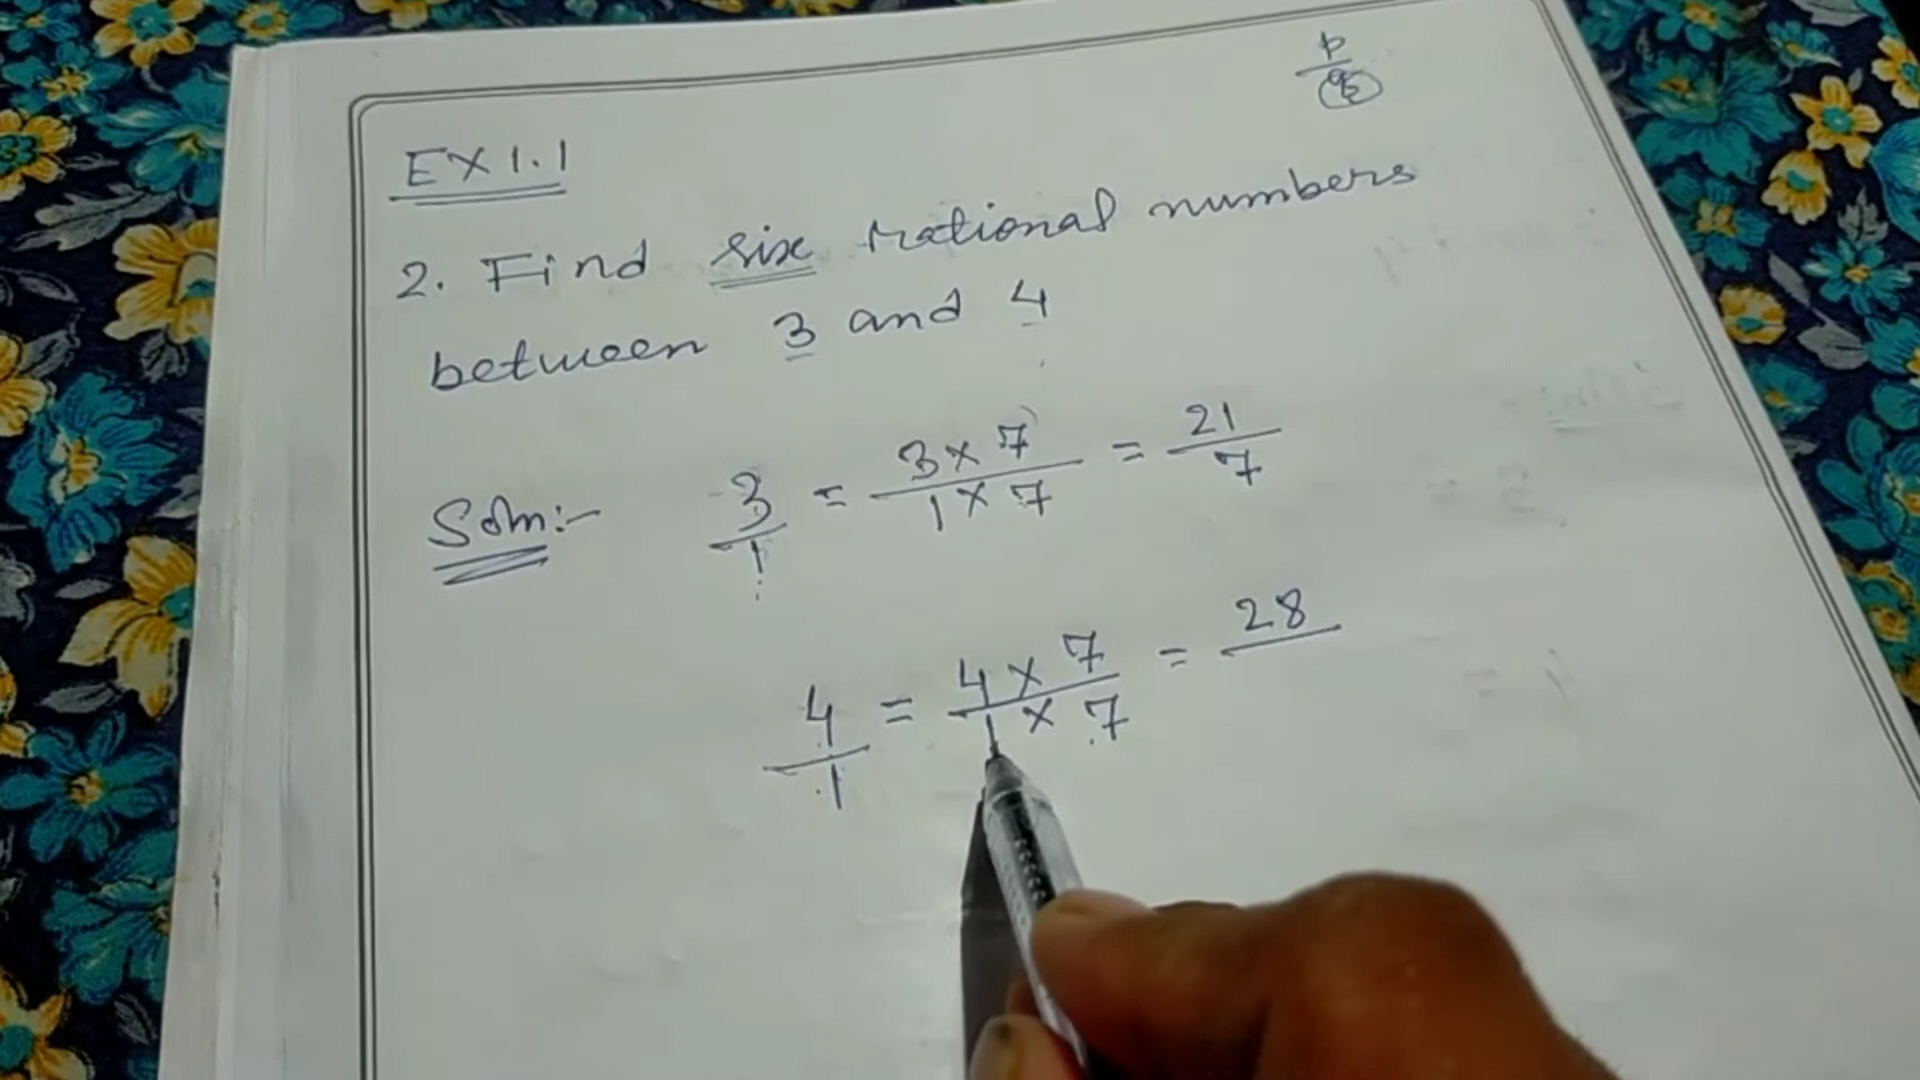 p/q
EX 1.1
2. Find six rational numbers
between 3 and 4
Soln:- 3/1 = 3 × 7 / 1 × 7 = 21/7
4/1 = 4 × 7 / 1 × 7 = 28